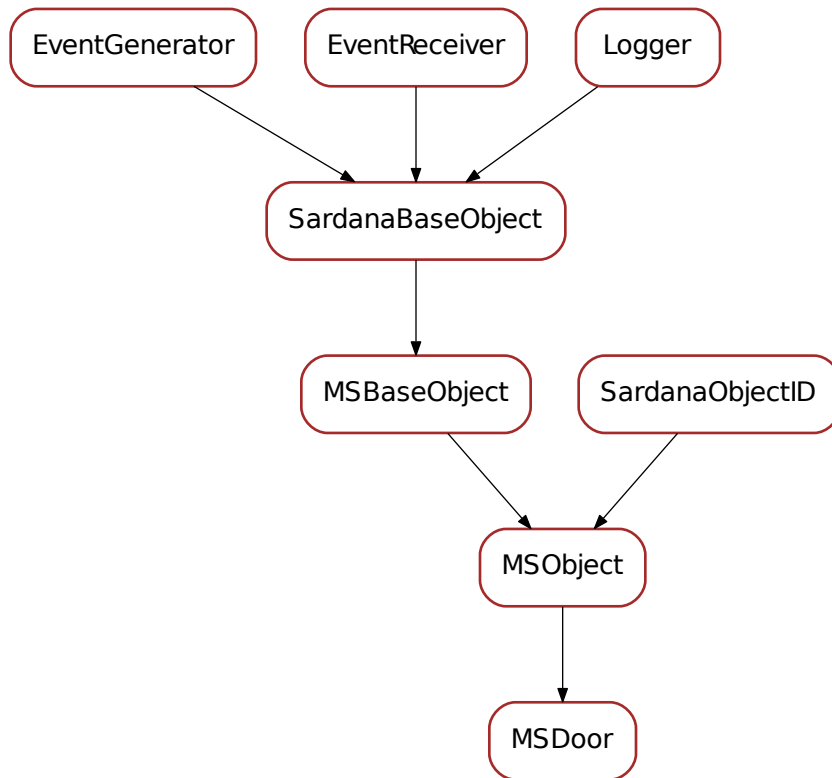 EventGenerator
EventReceiver
Logger
SardanaBaseObject
MSBaseObject
SardanaObjectID
MSObject
MSDoor